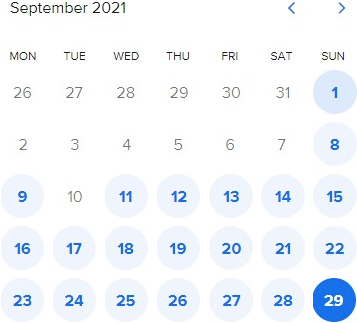 September 2021
MON TUE WED THU FRI SAT SUN
26 27 28 29 30 31 1
2 3 4 5 6 7 8
9 10 11 12 13 14 15
16 17 18 19 20 21 22
23 24 25 26 27 28 29